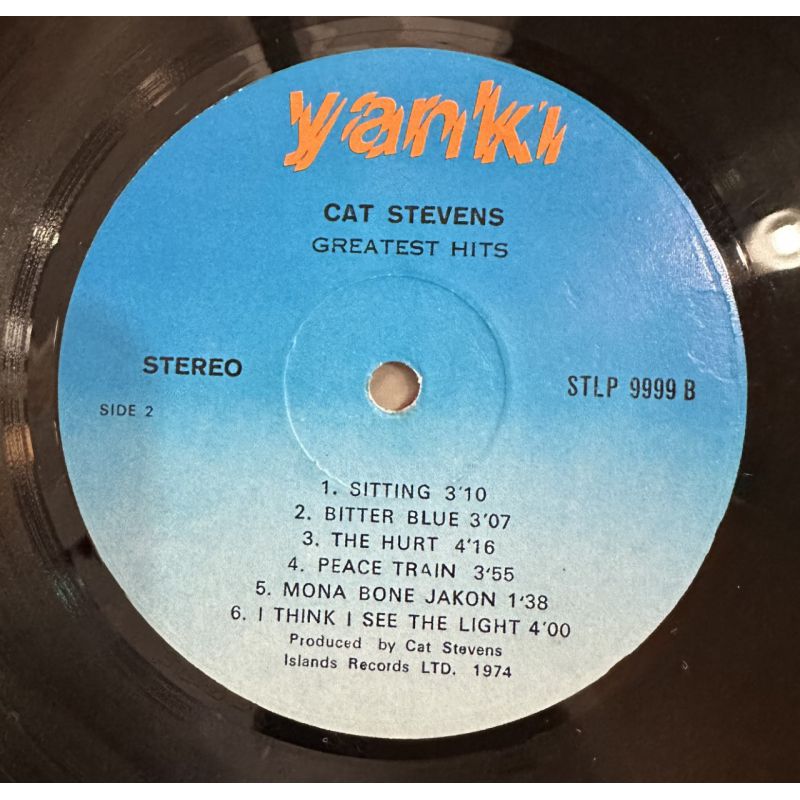 yanki
CAT STEVENS
GREATEST HITS
STEREO
STLP 9999 B
SIDE 2
1. SITTING 3'10
2. BITTER BLUE 3'07
3. THE HURT 4'16
4. PEACE TRAIN 3'55
5. MONA BONE JAKON 1'38
6. I THINK I SEE THE LIGHT 4'00
Produced by Cat Stevens
Islands Records LTD. 1974